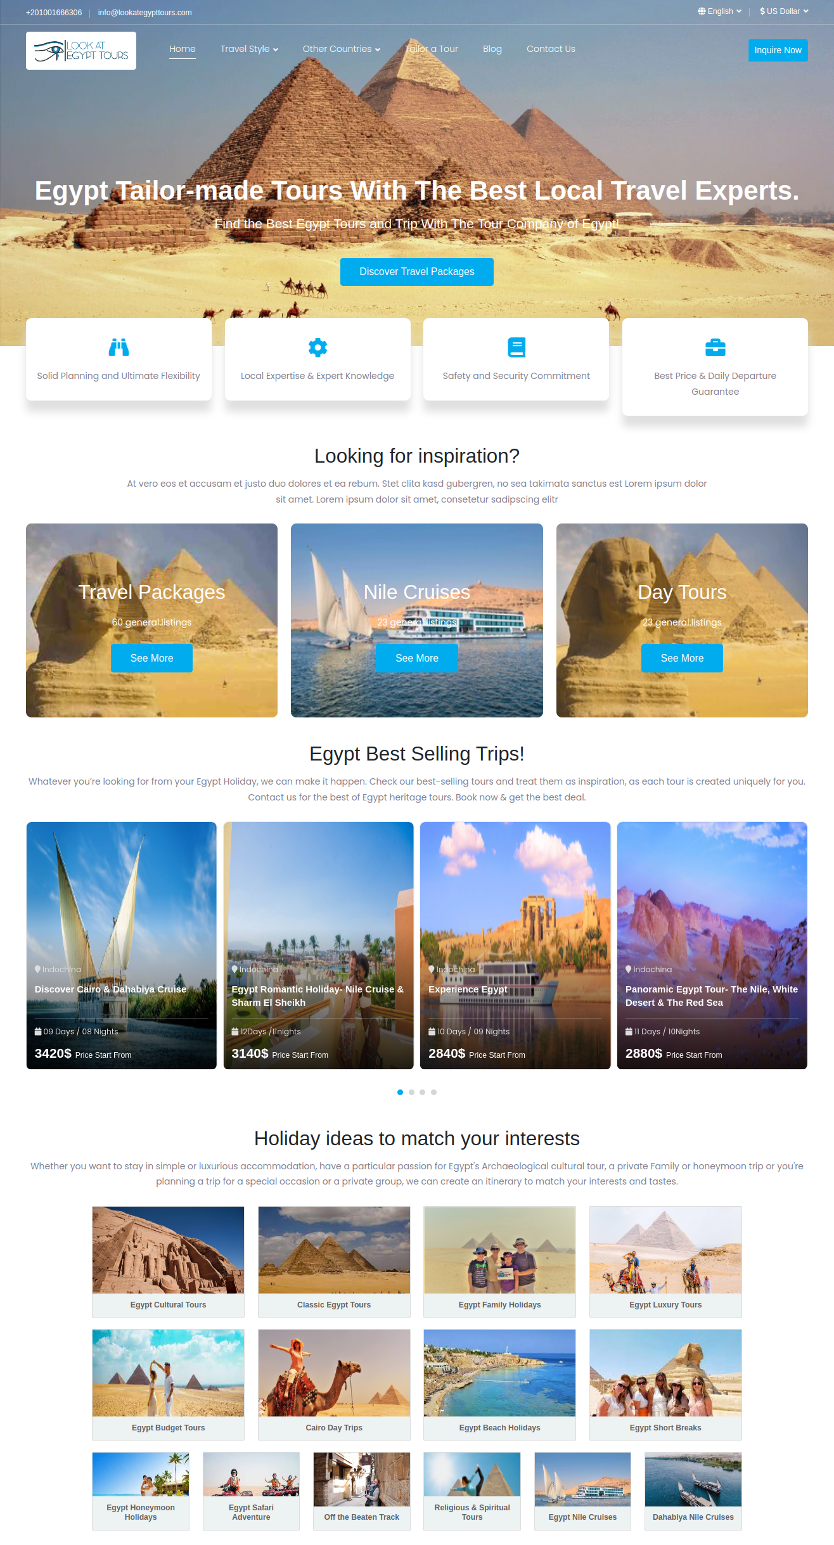 +201001666306 info@lookategypttours.com English US Dollar
LOOK AT
EGYPT TOURS
Home Travel Style Other Countries Tailor a Tour Blog Contact Us Inquire Now
Egypt Tailor-made Tours With The Best Local Travel Experts.
Find the Best Egypt Tours and Trip With The Tour Company of Egypt!
Discover Travel Packages
Solid Planning and Ultimate Flexibility
Local Expertise & Expert Knowledge
Safety and Security Commitment
Best Price & Daily Departure
Guarantee
Looking for inspiration?
At vero eos et accusam et justo duo dolores et ea rebum. Stet clita kasd gubergren, no sea takimata sanctus est Lorem ipsum dolor
sit amet. Lorem ipsum dolor sit amet, consetetur sadipscing elitr
Travel Packages
60 general.listings
See More
Nile Cruises
23 general.listings
See More
Day Tours
23 general.listings
See More
Egypt Best Selling Trips!
Whatever you're looking for from your Egypt Holiday, we can make it happen. Check our best-selling tours and treat them as inspiration, as each tour is created uniquely for you.
Contact us for the best of Egypt heritage tours. Book now & get the best deal.
Indochina
Discover Cairo & Dahabiya Cruise
09 Days / 08 Nights
3420$ Price Start From
Indochina
Egypt Romantic Holiday- Nile Cruise &
Sharm El Sheikh
12Days /11nights
3140$ Price Start From
Indochina
Experience Egypt
10 Days / 09 Nights
2840$ Price Start From
Indochina
Panoramic Egypt Tour- The Nile, White
Desert & The Red Sea
11 Days / 10Nights
2880$ Price Start From
Holiday ideas to match your interests
Whether you want to stay in simple or luxurious accommodation, have a particular passion for Egypt's Archaeological cultural tour, a private Family or honeymoon trip or you're
planning a trip for a special occasion or a private group, we can create an itinerary to match your interests and tastes.
Egypt Cultural Tours
Classic Egypt Tours
Egypt Family Holidays
Egypt Luxury Tours
Egypt Budget Tours
Cairo Day Trips
Egypt Beach Holidays
Egypt Short Breaks
Egypt Honeymoon
Holidays
Egypt Safari
Adventure
Off the Beaten Track
Religious & Spiritual
Tours
Egypt Nile Cruises
Dahabiya Nile Cruises